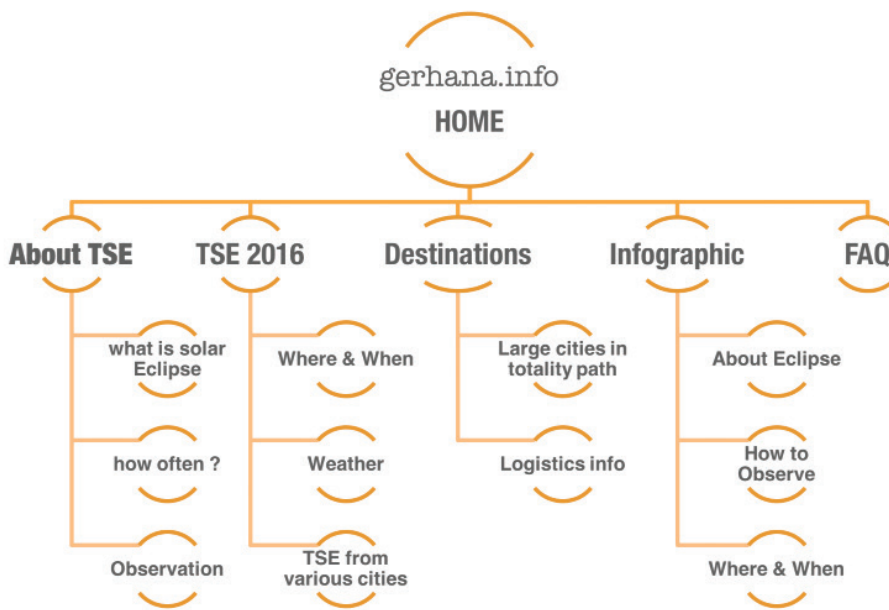 gerhana.info
HOME
About TSE
TSE 2016
Destinations
Infographic
FAQ
what is solar
Eclipse
how often ?
Observation
Where & When
Weather
TSE from
various cities
Large cities in
totality path
Logistics info
About Eclipse
How to
Observe
Where & When